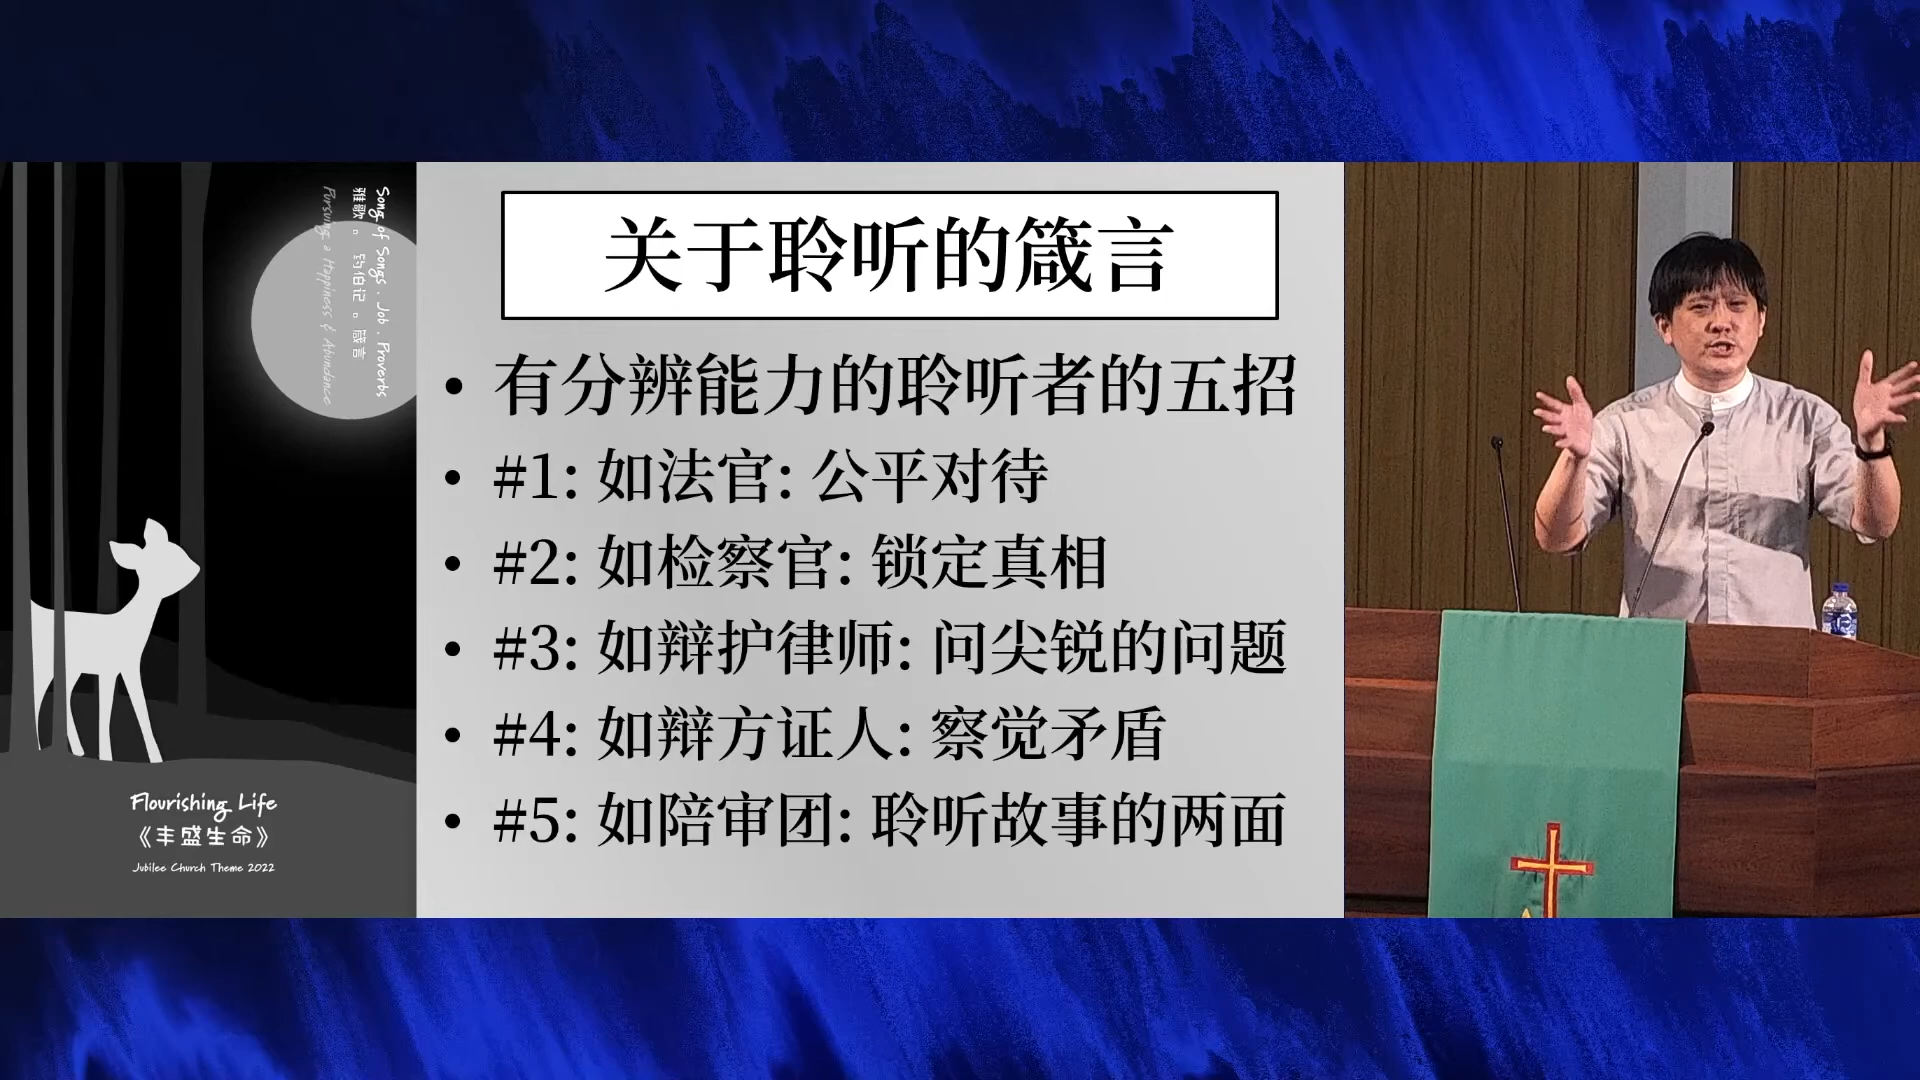 Song of Songs . Job . Proverbs
雅歌 。 约伯记 。 箴言
Pursuing a Happiness & Abundance
Flourishing Life
《丰盛生命》
Jubilee Church Theme 2022
关于聆听的箴言
• 有分辨能力的聆听者的五招
• #1: 如法官: 公平对待
• #2: 如检察官: 锁定真相
• #3: 如辩护律师: 问尖锐的问题
• #4: 如辩方证人: 察觉矛盾
• #5: 如陪审团: 聆听故事的两面